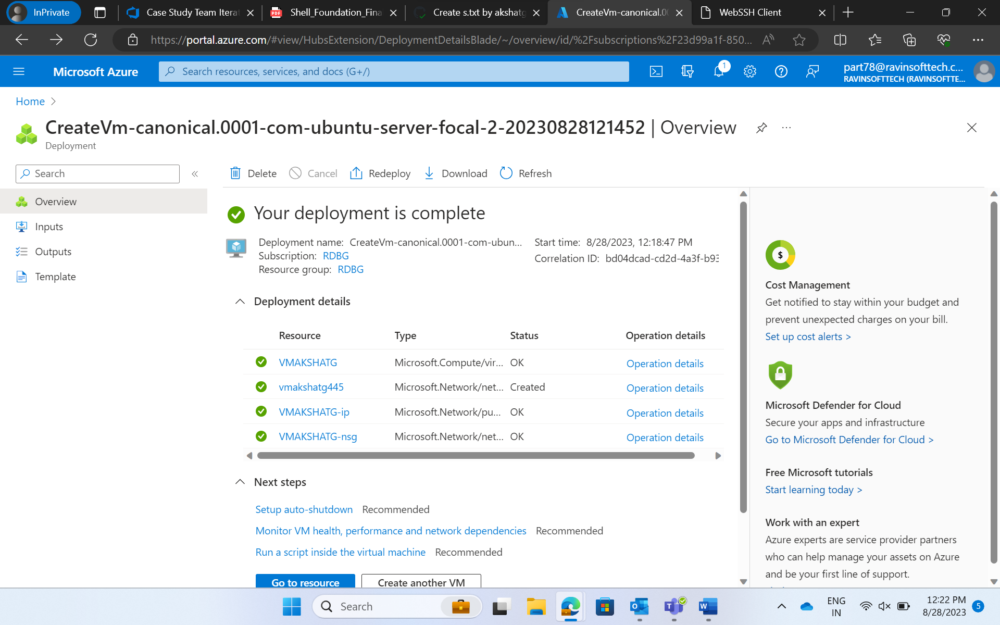 InPrivate
Case Study Team Iterat
Shell_Foundation_Fina
Create s.txt by akshatg
CreateVm-canonical.00
WebSSH Client
https://portal.azure.com/#view/HubsExtension/DeploymentDetailsBlade/~/overview/id/%2Fsubscriptions%2F23d99a1f-850...
Microsoft Azure
Search resources, services, and docs (G+/)
1
part78@ravinsofttech.c...
RAVINSOFTTECH (RAVINSOFTTE...
Home >
CreateVm-canonical.0001-com-ubuntu-server-focal-2-20230828121452 | Overview
Deployment
Search
Delete
Cancel
Redeploy
Download
Refresh
Overview
Inputs
Outputs
Template
Your deployment is complete
Deployment name: CreateVm-canonical.0001-com-ubun...
Subscription: RDBG
Resource group: RDBG
Start time: 8/28/2023, 12:18:47 PM
Correlation ID: bd04dcad-cd2d-4a3f-b93
Deployment details
Resource Type Status Operation details
VMAKSHATG Microsoft.Compute/vir... OK Operation details
vmakshatg445 Microsoft.Network/net... Created Operation details
VMAKSHATG-ip Microsoft.Network/pu... OK Operation details
VMAKSHATG-nsg Microsoft.Network/net... OK Operation details
Next steps
Setup auto-shutdown Recommended
Monitor VM health, performance and network dependencies Recommended
Run a script inside the virtual machine Recommended
Go to resource
Create another VM
$
Cost Management
Get notified to stay within your budget and
prevent unexpected charges on your bill.
Set up cost alerts >
Microsoft Defender for Cloud
Secure your apps and infrastructure
Go to Microsoft Defender for Cloud >
Free Microsoft tutorials
Start learning today >
Work with an expert
Azure experts are service provider partners
who can help manage your assets on Azure
and be your first line of support.
Search
ENG
IN
12:22 PM
8/28/2023
5